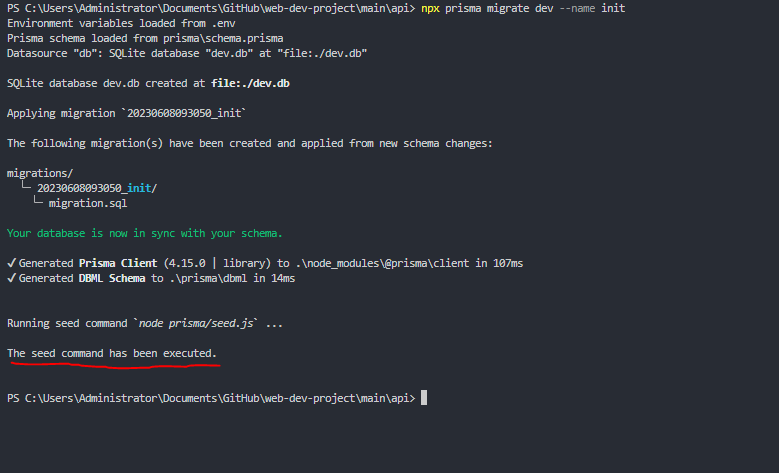 PS C:\Users\Administrator\Documents\GitHub\web-dev-project\main\api> npx prisma migrate dev --name init
Environment variables loaded from .env
Prisma schema loaded from prisma\schema.prisma
Datasource "db": SQLite database "dev.db" at "file:./dev.db"
SQLite database dev.db created at file:./dev.db
Applying migration `20230608093050_init`
The following migration(s) have been created and applied from new schema changes:
migrations/
└─ 20230608093050_init/
└─ migration.sql
Your database is now in sync with your schema.
✔ Generated Prisma Client (4.15.0 | library) to .\node_modules\@prisma\client in 107ms
✔ Generated DBML Schema to .\prisma\dbml in 14ms
Running seed command `node prisma/seed.js` ...
The seed command has been executed.
PS C:\Users\Administrator\Documents\GitHub\web-dev-project\main\api>